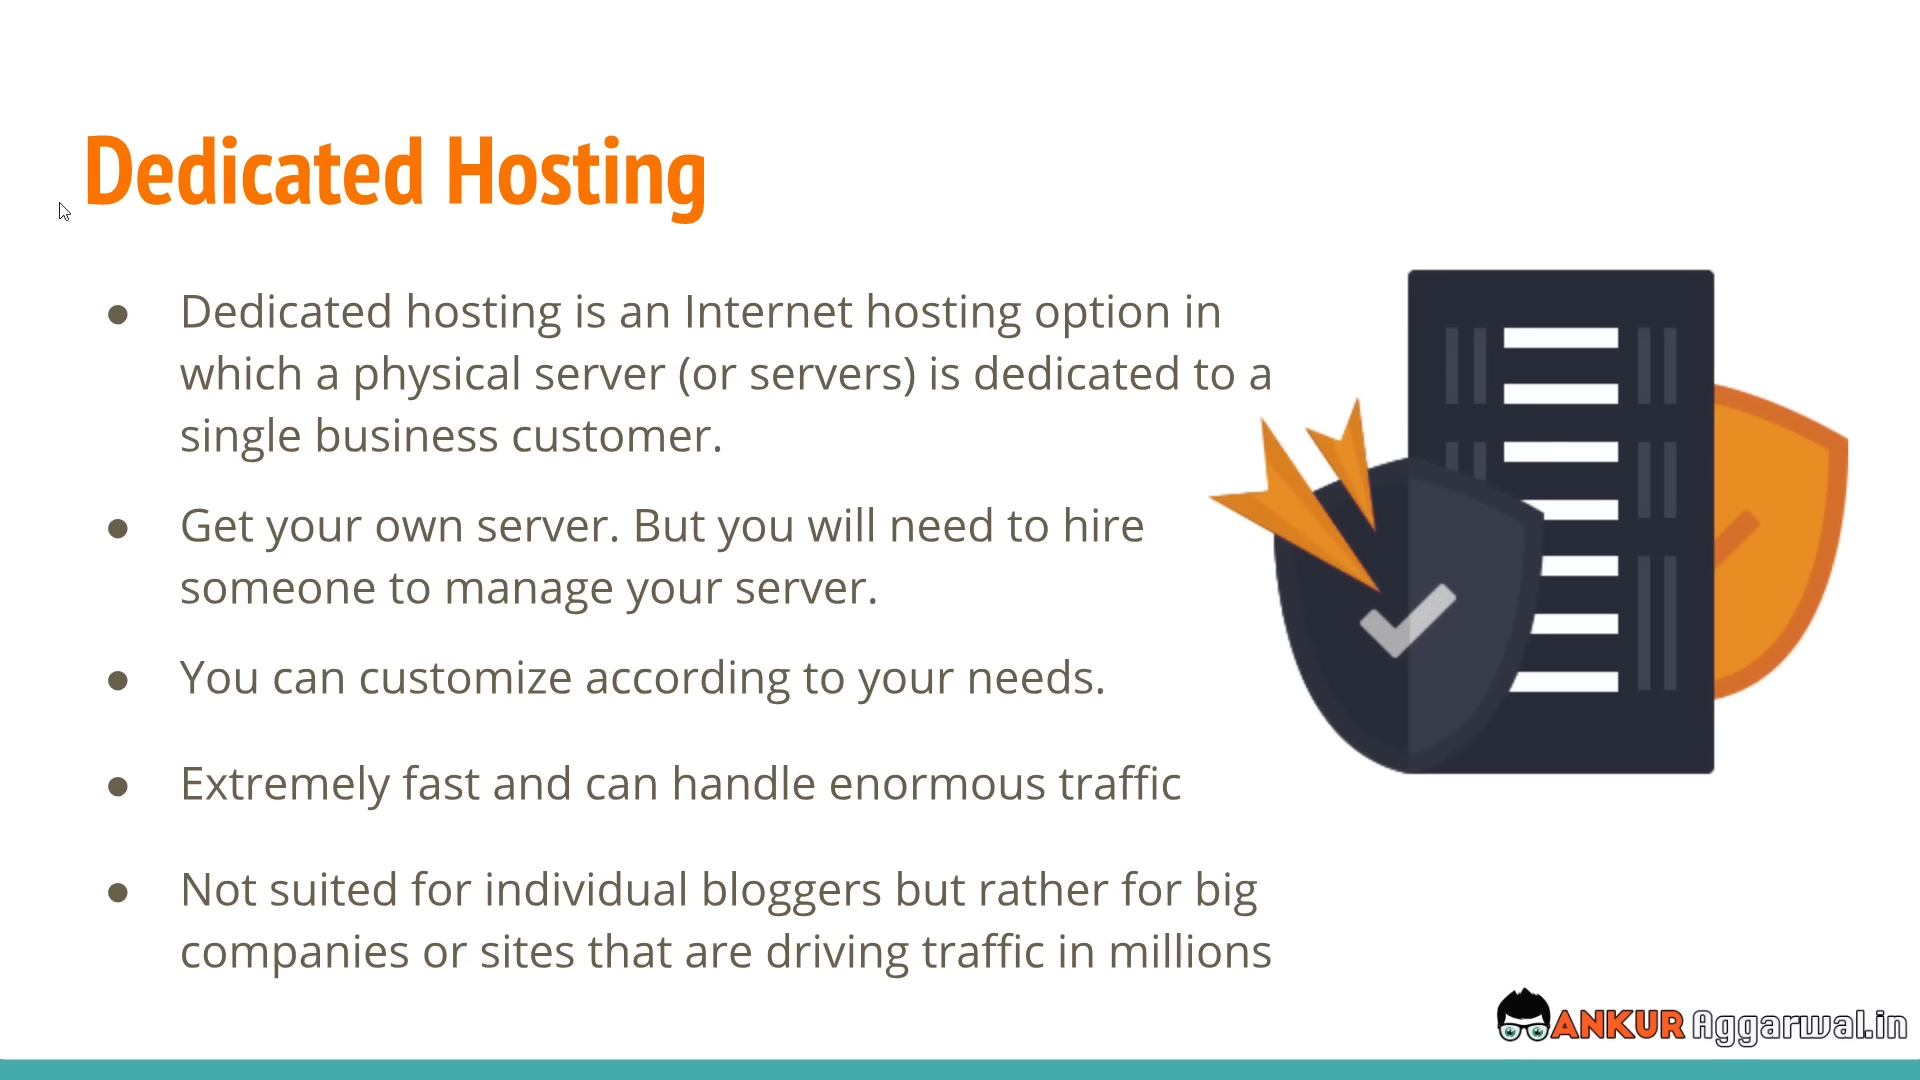 Dedicated Hosting
● Dedicated hosting is an Internet hosting option in
which a physical server (or servers) is dedicated to a
single business customer.
● Get your own server. But you will need to hire
someone to manage your server.
● You can customize according to your needs.
● Extremely fast and can handle enormous traffic
● Not suited for individual bloggers but rather for big
companies or sites that are driving traffic in millions
ANKUR Aggarwal.in